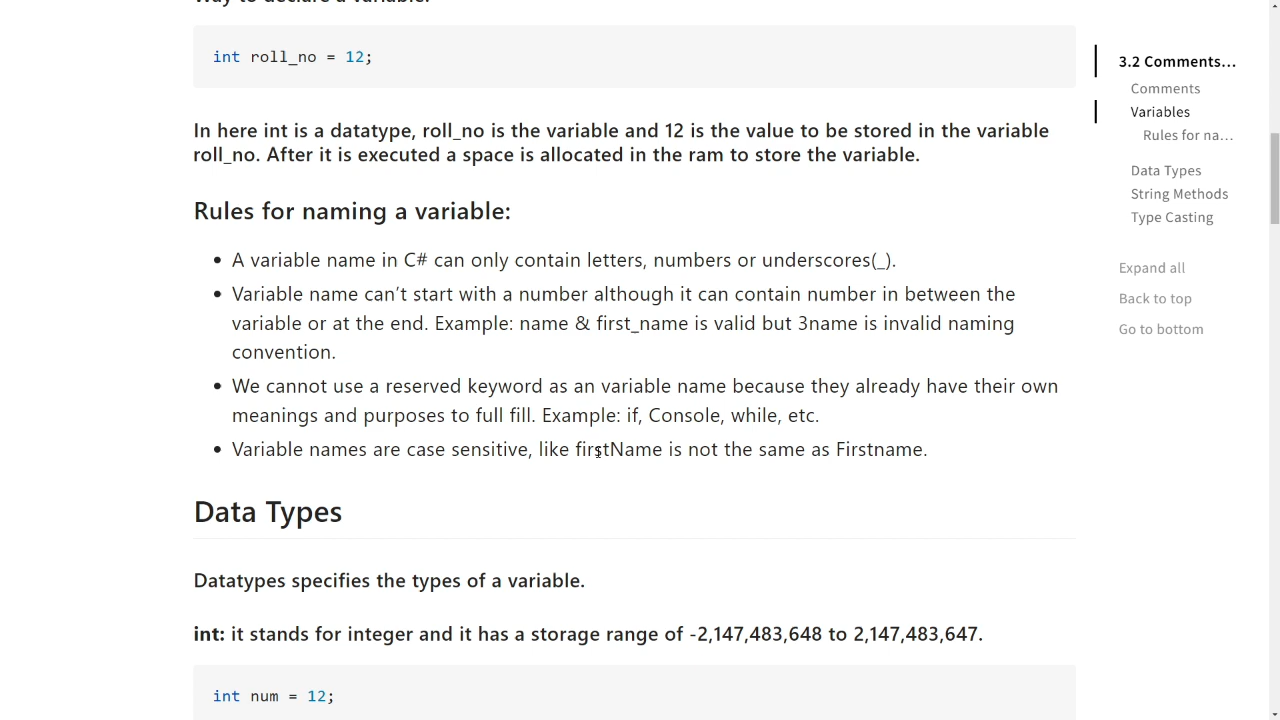 int roll_no = 12;
In here int is a datatype, roll_no is the variable and 12 is the value to be stored in the variable
roll_no. After it is executed a space is allocated in the ram to store the variable.
Rules for naming a variable:
• A variable name in C# can only contain letters, numbers or underscores(_).
• Variable name can’t start with a number although it can contain number in between the
variable or at the end. Example: name & first_name is valid but 3name is invalid naming
convention.
• We cannot use a reserved keyword as an variable name because they already have their own
meanings and purposes to full fill. Example: if, Console, while, etc.
• Variable names are case sensitive, like firstName is not the same as Firstname.
Data Types
Datatypes specifies the types of a variable.
int: it stands for integer and it has a storage range of -2,147,483,648 to 2,147,483,647.
int num = 12;
3.2 Comments...
Comments
Variables
Rules for na...
Data Types
String Methods
Type Casting
Expand all
Back to top
Go to bottom